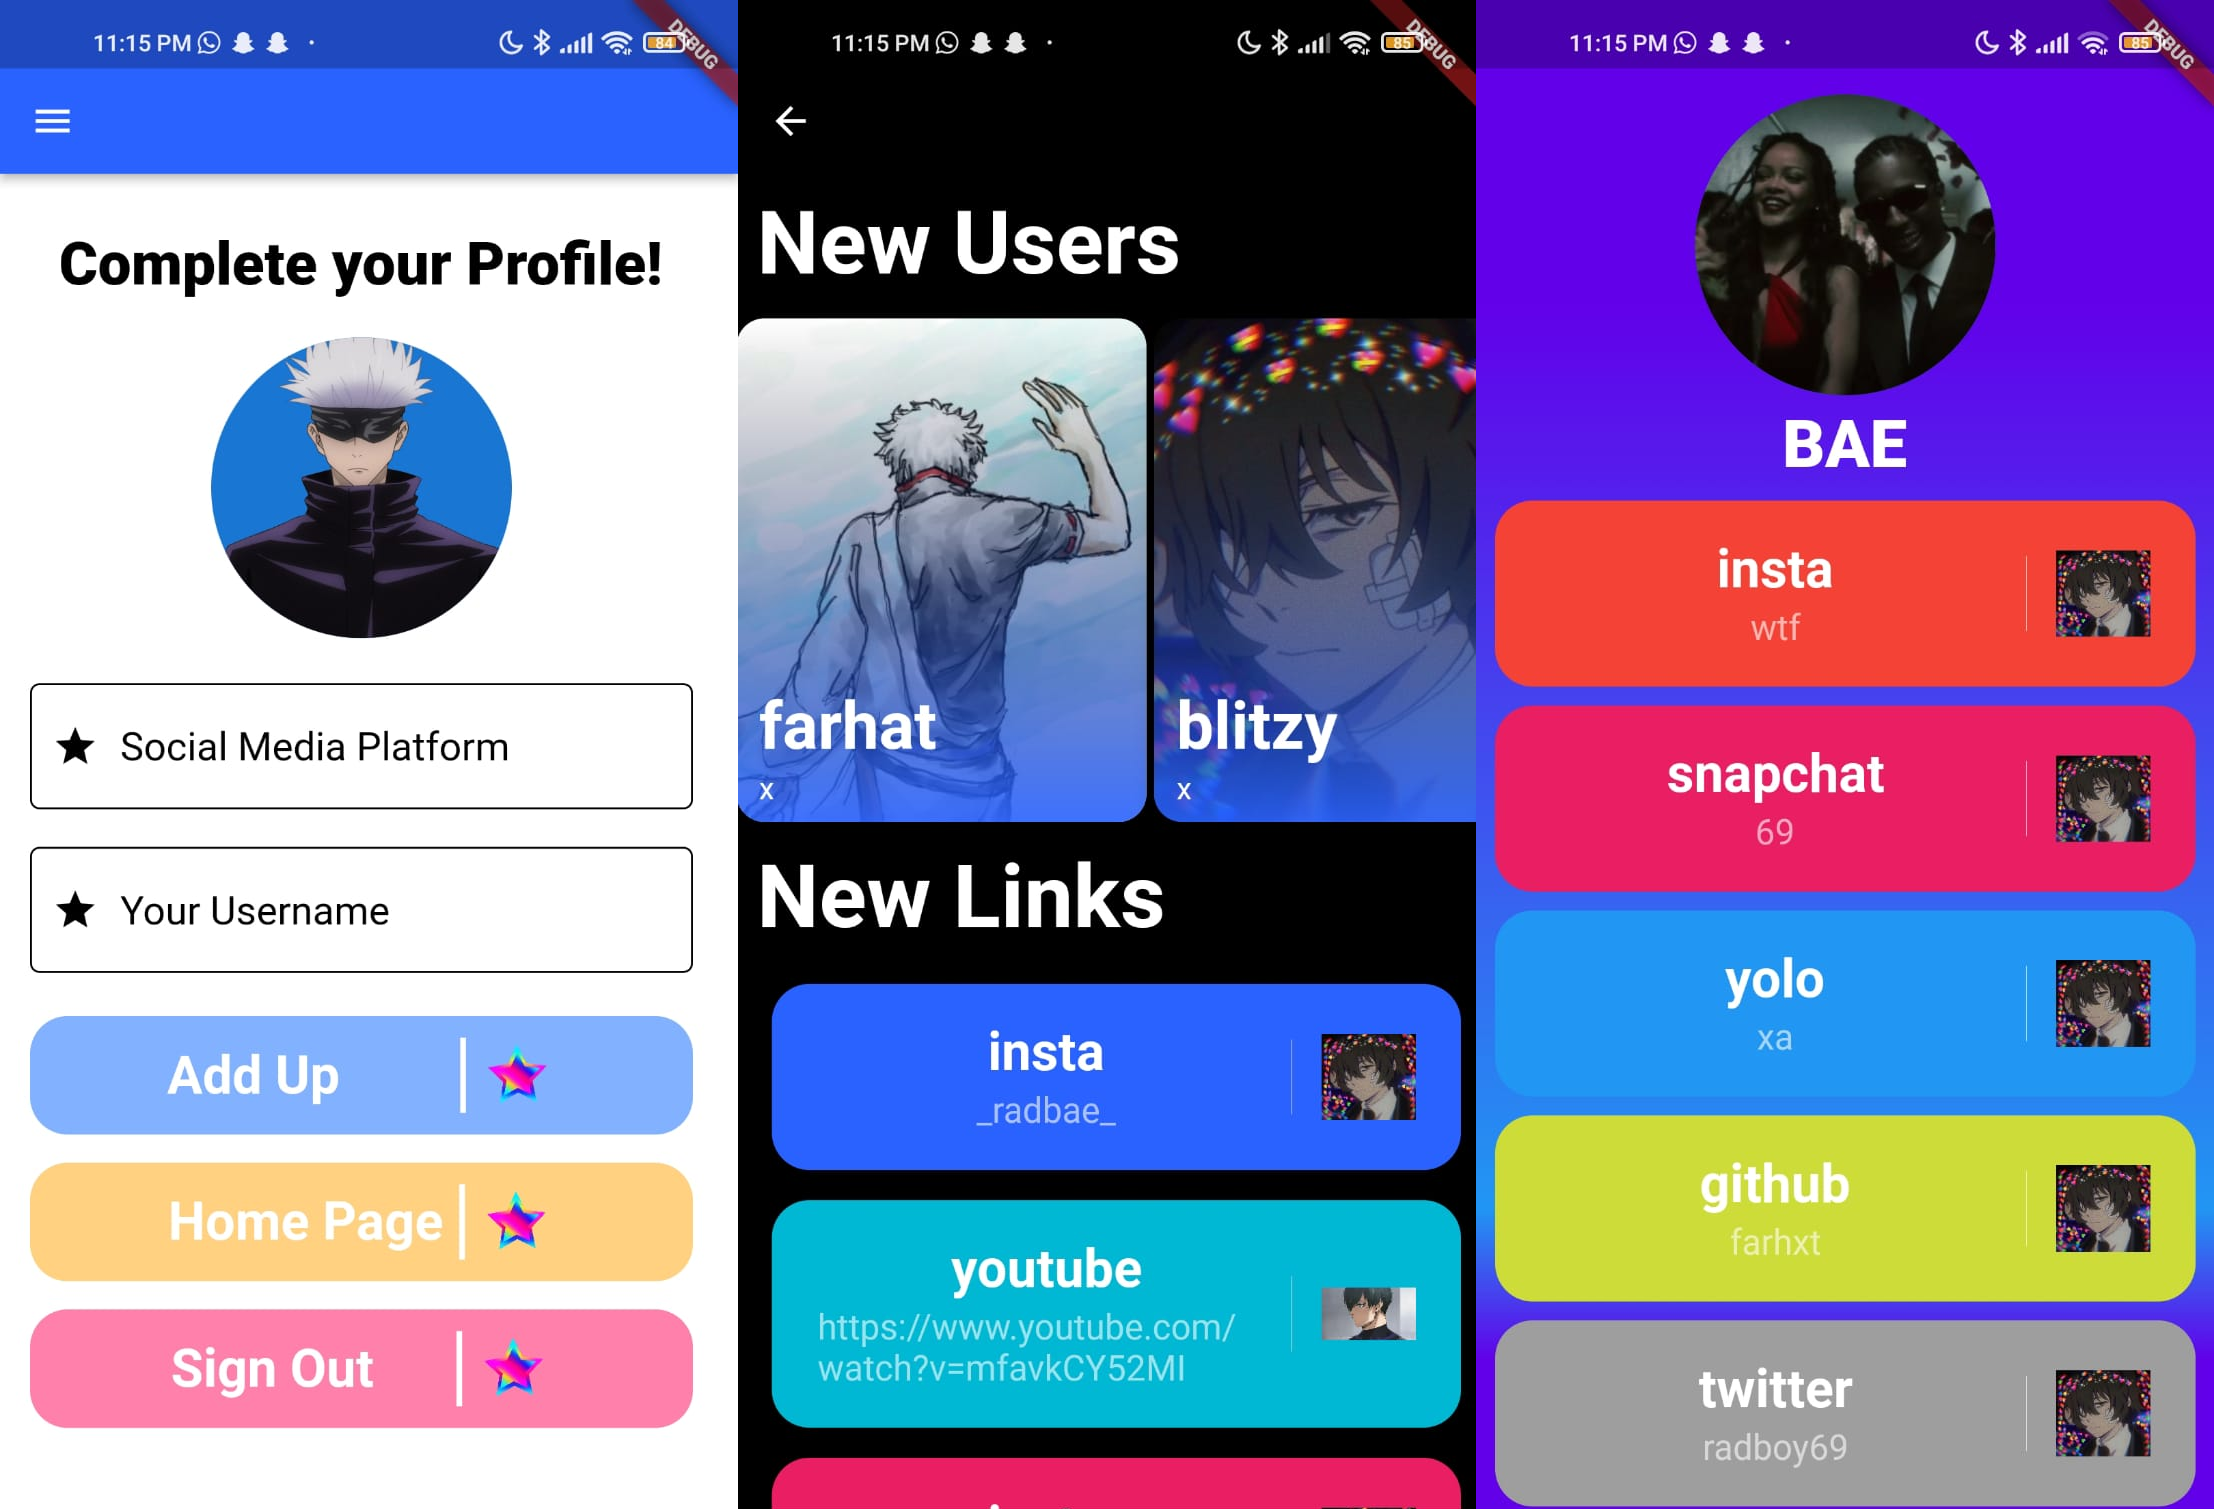 11:15 PM
84
DEBUG
Complete your Profile!
Social Media Platform
Your Username
Add Up
Home Page
Sign Out
11:15 PM
85
DEBUG
New Users
farhat
x
blitzy
x
New Links
insta
_radbae_
youtube
https://www.youtube.com/
watch?v=mfavkCY52MI
11:15 PM
85
DEBUG
BAE
insta
wtf
snapchat
69
yolo
xa
github
farhxt
twitter
radboy69